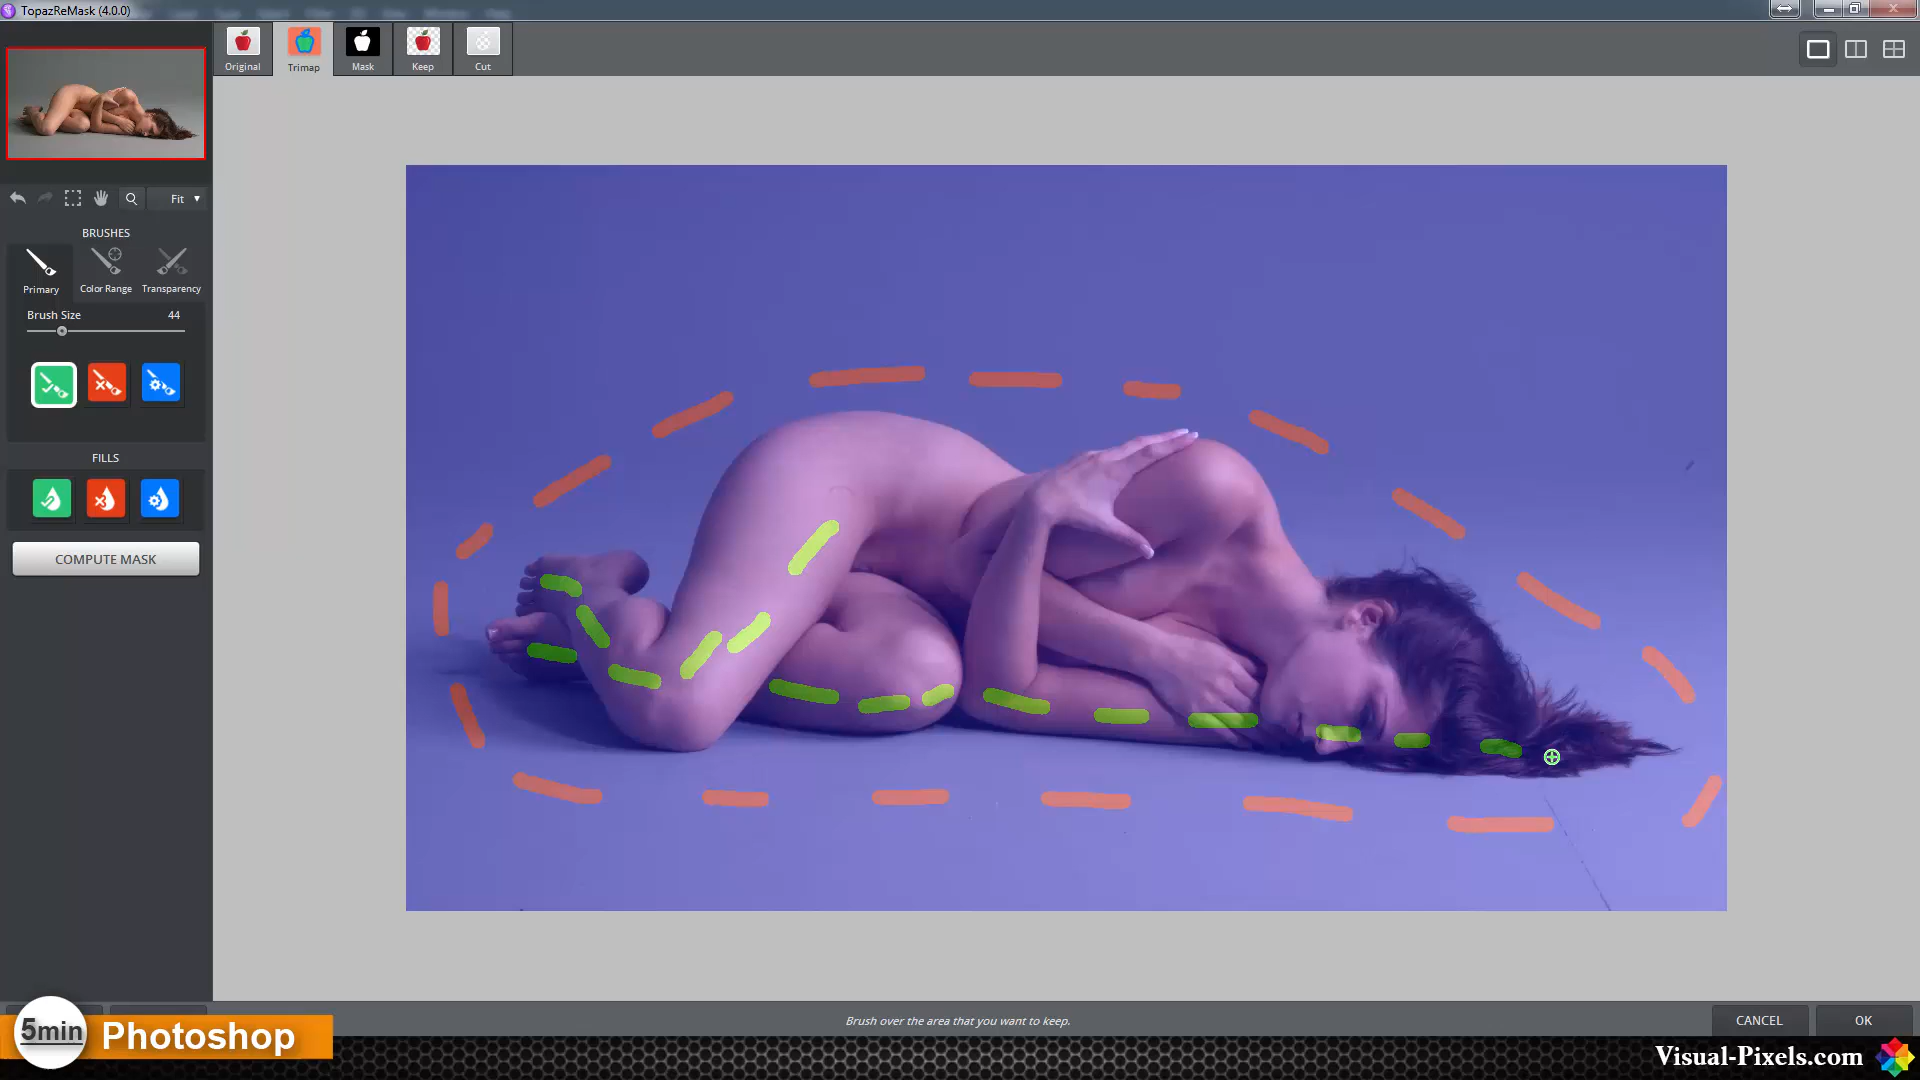 TopazReMask (4.0.0)
Original
Trimap
Mask
Keep
Cut
Fit
BRUSHES
Primary
Color Range
Transparency
Brush Size 44
FILLS
COMPUTE MASK
Brush over the area that you want to keep.
CANCEL
OK
5min Photoshop
Visual-Pixels.com